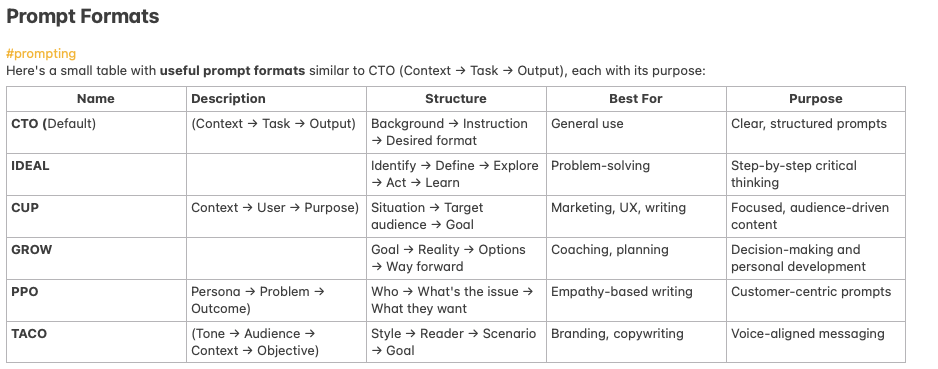 Prompt Formats
#prompting
Here's a small table with useful prompt formats similar to CTO (Context → Task → Output), each with its purpose:
Name Description Structure Best For Purpose
CTO (Default) (Context → Task → Output) Background → Instruction → Desired format General use Clear, structured prompts
IDEAL Identify → Define → Explore → Act → Learn Problem-solving Step-by-step critical thinking
CUP Context → User → Purpose) Situation → Target audience → Goal Marketing, UX, writing Focused, audience-driven content
GROW Goal → Reality → Options → Way forward Coaching, planning Decision-making and personal development
PPO Persona → Problem → Outcome) Who → What's the issue → What they want Empathy-based writing Customer-centric prompts
TACO (Tone → Audience → Context → Objective) Style → Reader → Scenario → Goal Branding, copywriting Voice-aligned messaging